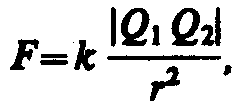 F = k |Q₁ Q₂| / r²,